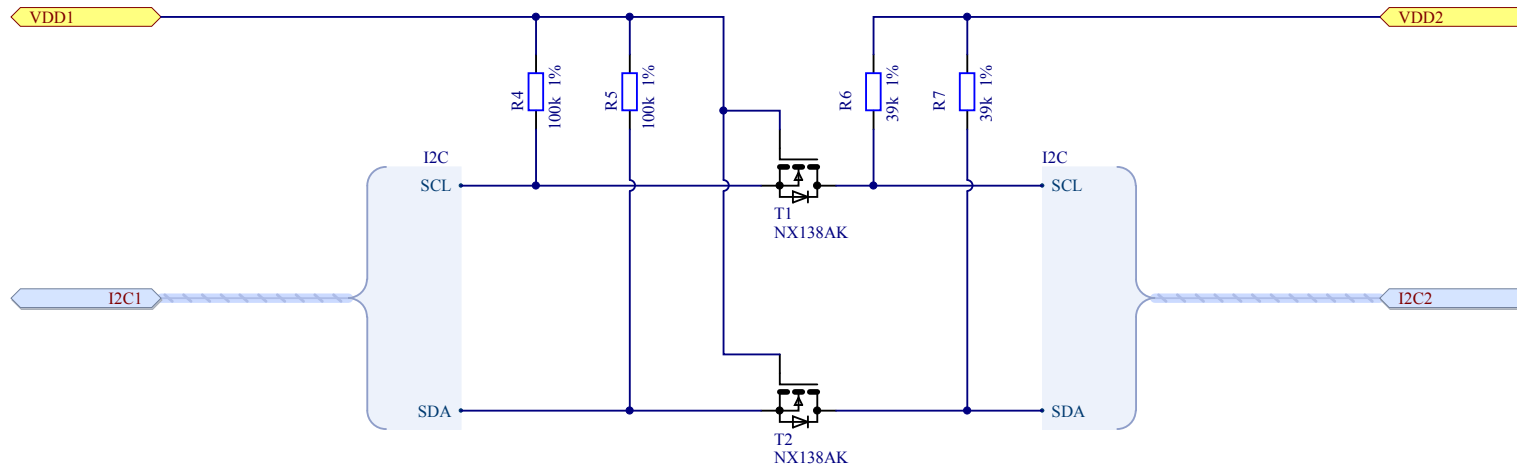 VDD1
VDD2
R4
100k 1%
R5
100k 1%
R6
39k 1%
R7
39k 1%
I2C
I2C
SCL
SCL
T1
NX138AK
I2C1
I2C2
SDA
SDA
T2
NX138AK